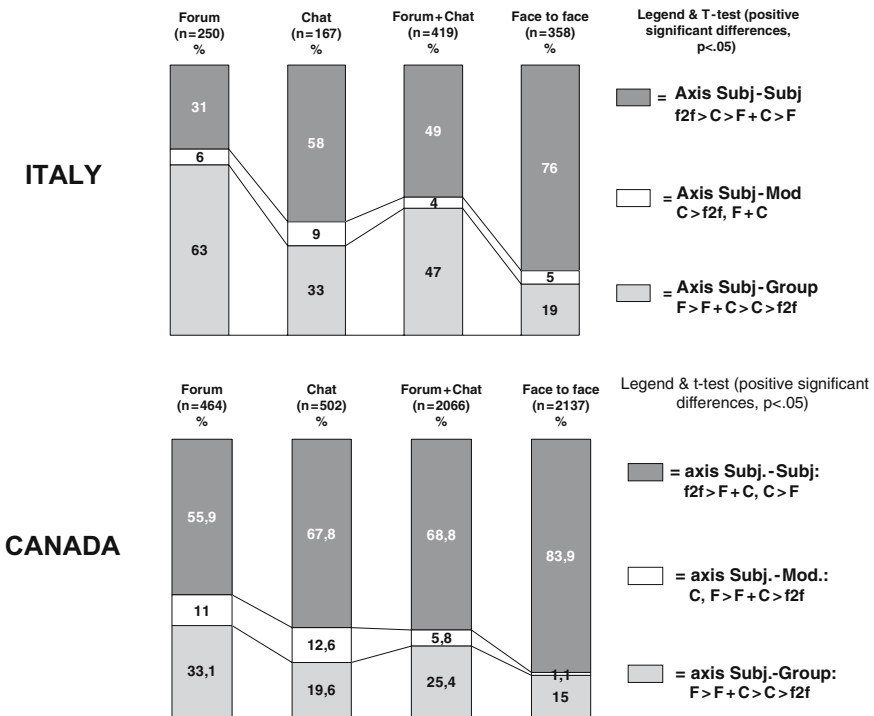 Forum Chat Forum+Chat Face to face Legend & T-test (positive
(n=250) (n=167) (n=419) (n=358) significant differences,
% % % % p<.05)
31 58 49 76
= Axis Subj-Subj
f2f>C>F+C>F
ITALY
6 9 4 5
= Axis Subj-Mod
C>f2f, F+C
63 33 47 19
= Axis Subj-Group
F>F+C>C>f2f
Forum Chat Forum+Chat Face to face Legend & t-test (positive significant
(n=464) (n=502) (n=2066) (n=2137) differences, p<.05)
% % % %
55,9 67,8 68,8 83,9
= axis Subj.-Subj:
f2f>F+C, C>F
CANADA
11 12,6 5,8 1,1
= axis Subj.-Mod.:
C, F>F+C>f2f
33,1 19,6 25,4 15
= axis Subj.-Group:
F>F+C>C>f2f